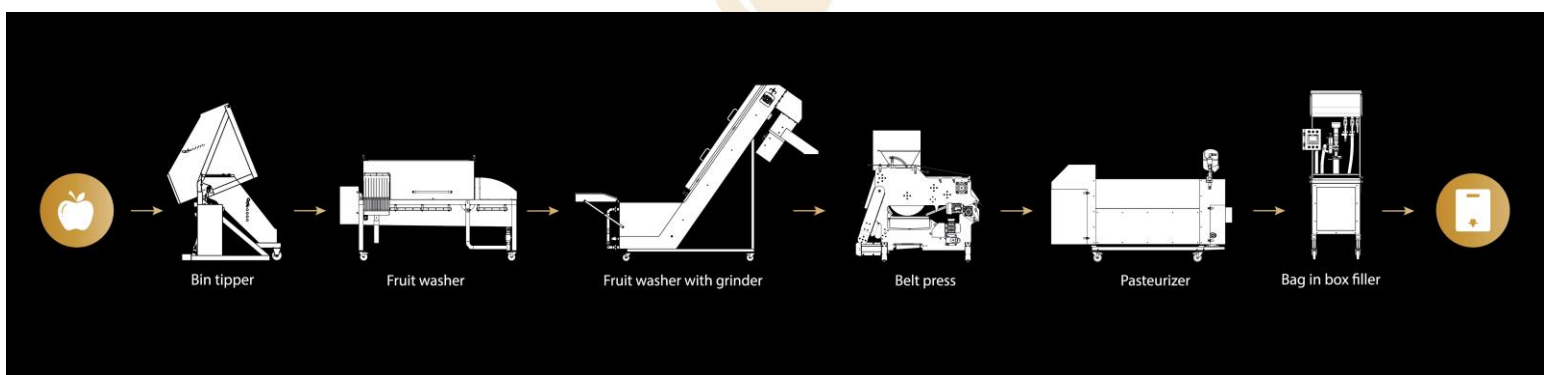 Bin tipper
Fruit washer
Fruit washer with grinder
Belt press
Pasteurizer
Bag in box filler